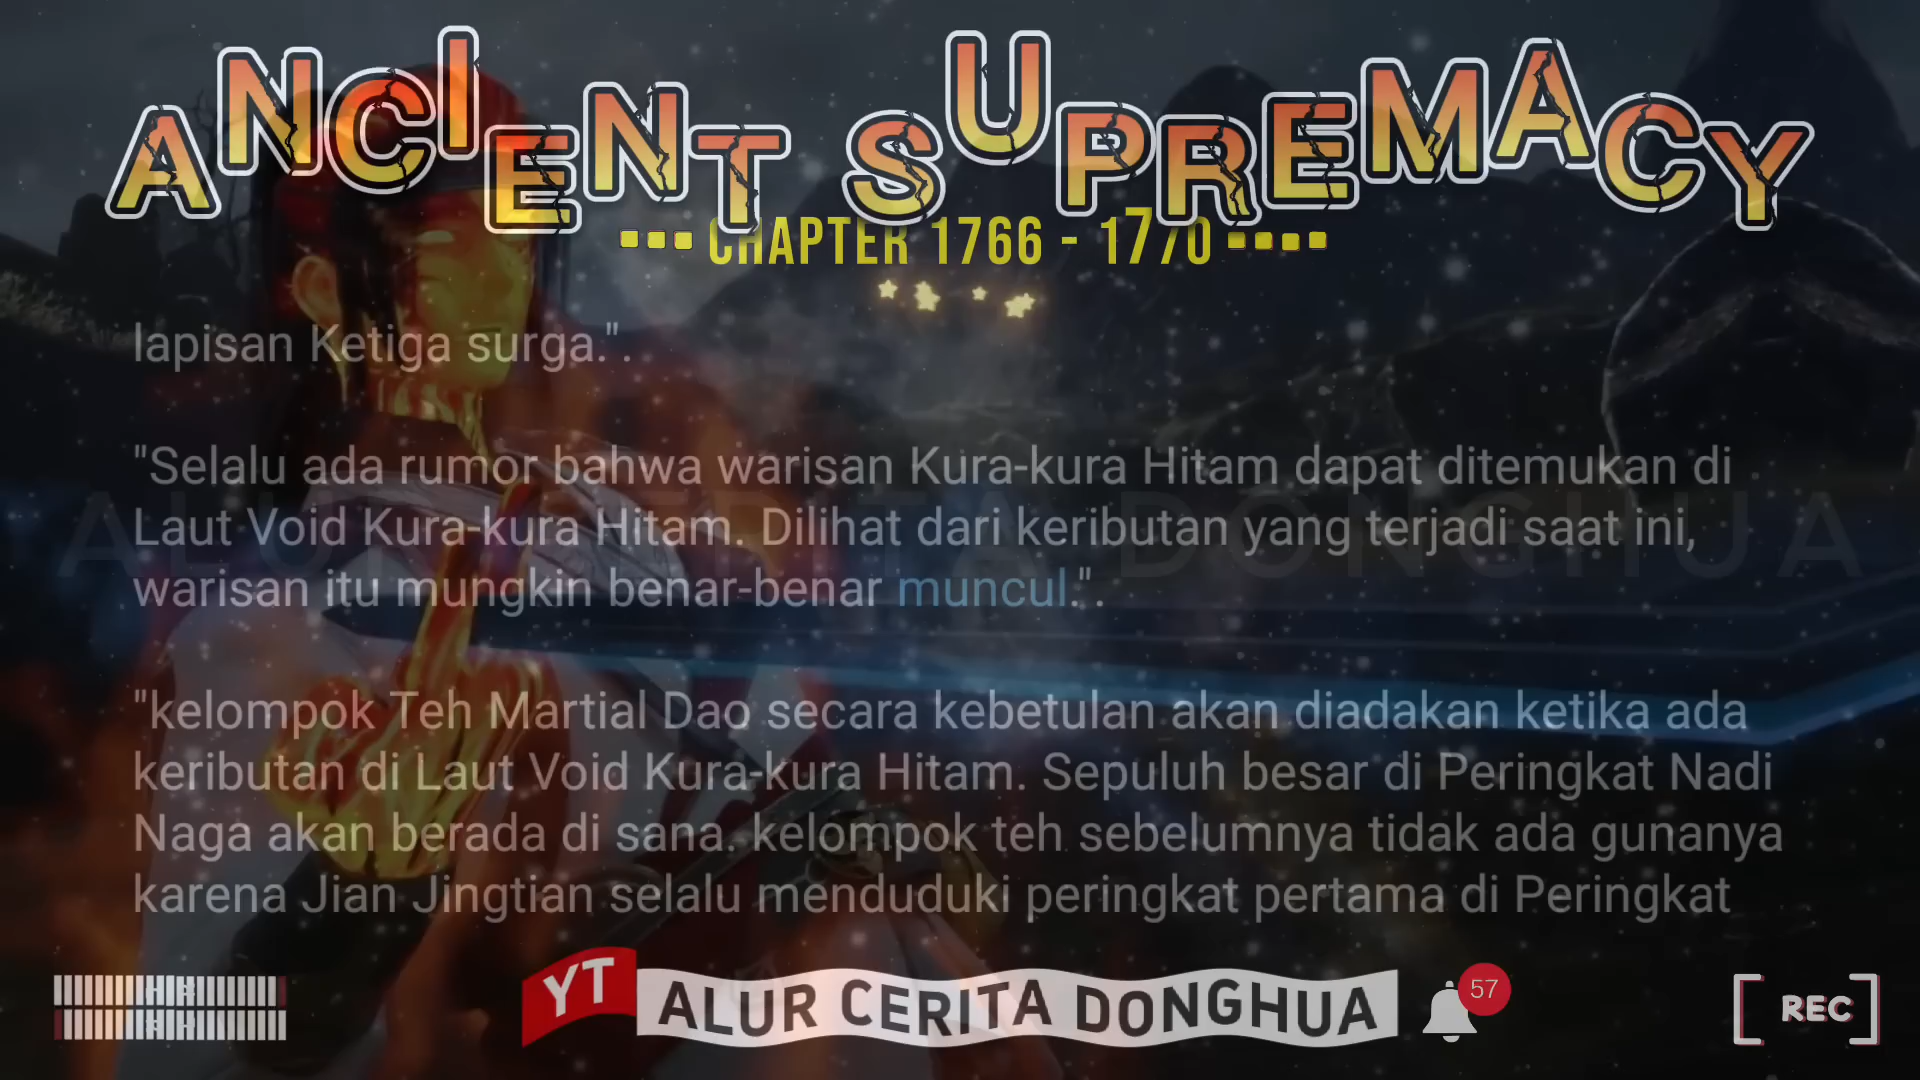 ANCIENT SUPREMACY
CHAPTER 1766 - 1770
lapisan Ketiga surga.".
"Selalu ada rumor bahwa warisan Kura-kura Hitam dapat ditemukan di
Laut Void Kura-kura Hitam. Dilihat dari keributan yang terjadi saat ini,
warisan itu mungkin benar-benar muncul.".
"kelompok Teh Martial Dao secara kebetulan akan diadakan ketika ada
keributan di Laut Void Kura-kura Hitam. Sepuluh besar di Peringkat Nadi
Naga akan berada di sana. kelompok teh sebelumnya tidak ada gunanya
karena Jian Jingtian selalu menduduki peringkat pertama di Peringkat
ALUR CERITA DONGHUA
YT ALUR CERITA DONGHUA
57
REC